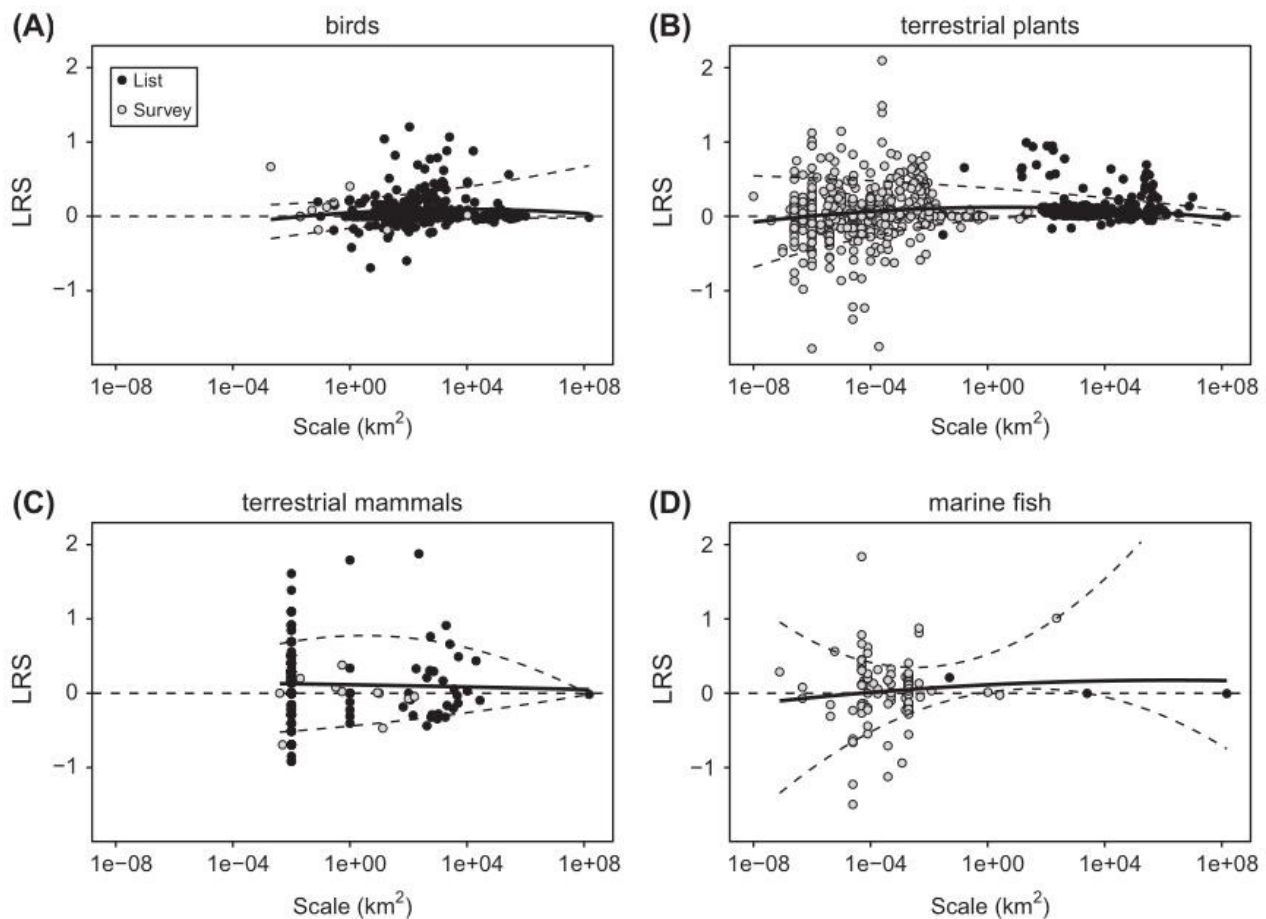 (A) birds
2
1
0
−1
LRS
List
Survey
1e−08 1e−04 1e+00 1e+04 1e+08
Scale (km²)
(B) terrestrial plants
2
1
0
−1
LRS
1e−08 1e−04 1e+00 1e+04 1e+08
Scale (km²)
(C) terrestrial mammals
2
1
0
−1
LRS
1e−08 1e−04 1e+00 1e+04 1e+08
Scale (km²)
(D) marine fish
2
1
0
−1
LRS
1e−08 1e−04 1e+00 1e+04 1e+08
Scale (km²)